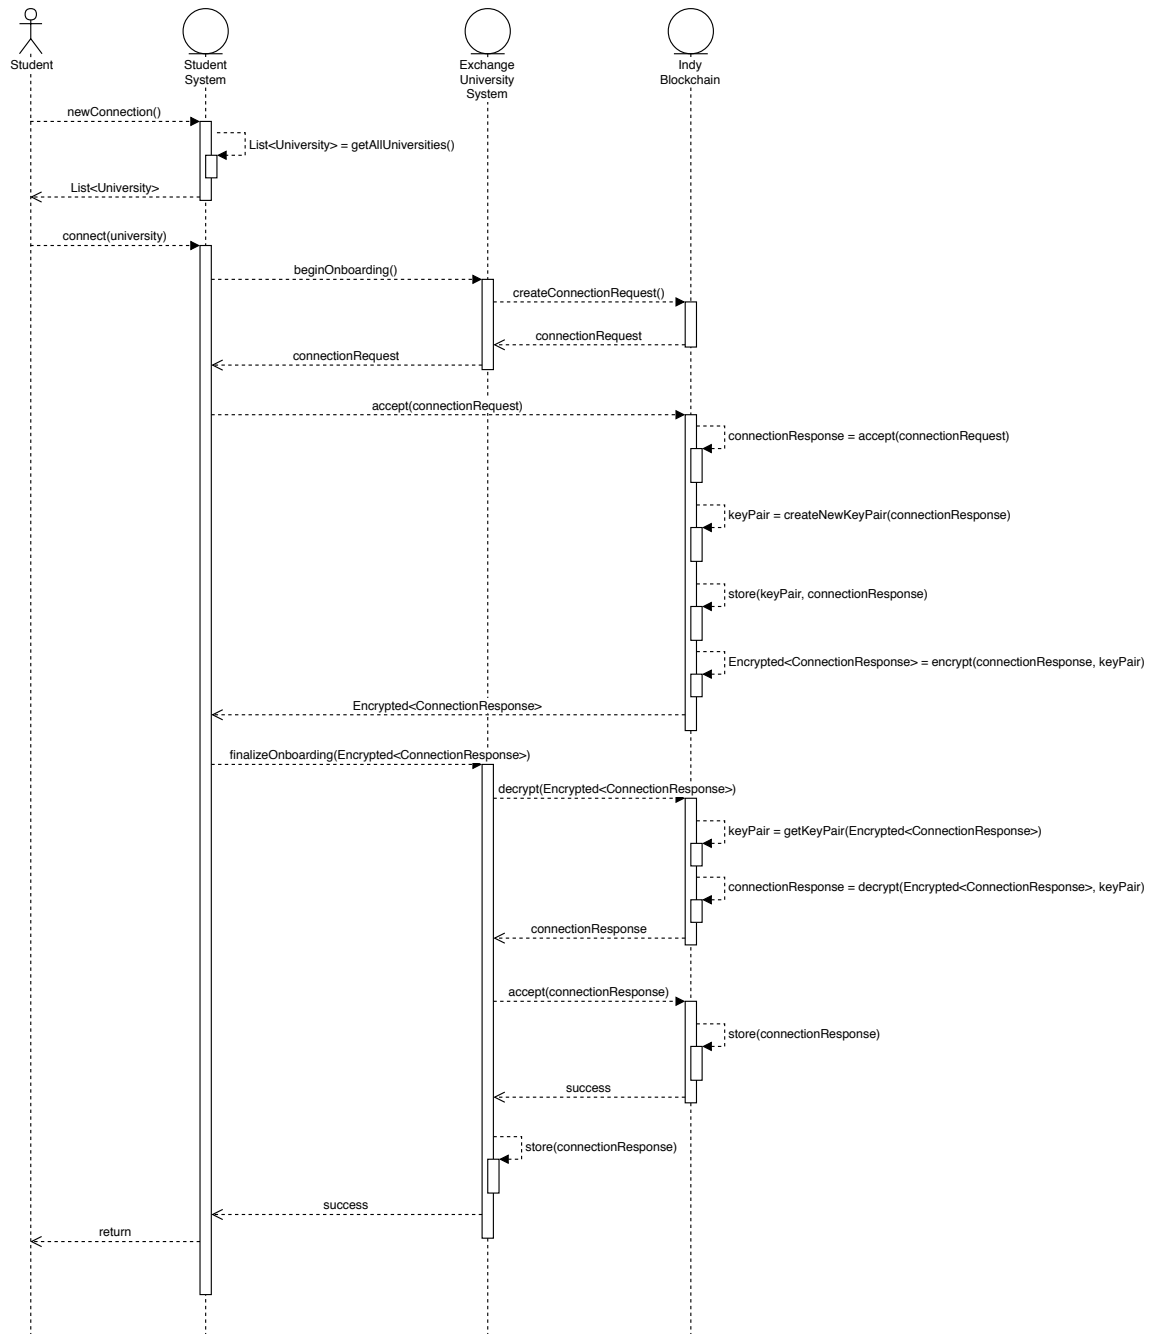 Student
Student
System
Exchange
University
System
Indy
Blockchain
newConnection()
List<University> = getAllUniversities()
List<University>
connect(university)
beginOnboarding()
createConnectionRequest()
connectionRequest
connectionRequest
accept(connectionRequest)
connectionResponse = accept(connectionRequest)
keyPair = createNewKeyPair(connectionResponse)
store(keyPair, connectionResponse)
Encrypted<ConnectionResponse> = encrypt(connectionResponse, keyPair)
Encrypted<ConnectionResponse>
finalizeOnboarding(Encrypted<ConnectionResponse>)
decrypt(Encrypted<ConnectionResponse>)
keyPair = getKeyPair(Encrypted<ConnectionResponse>)
connectionResponse = decrypt(Encrypted<ConnectionResponse>, keyPair)
connectionResponse
accept(connectionResponse)
store(connectionResponse)
success
store(connectionResponse)
success
return